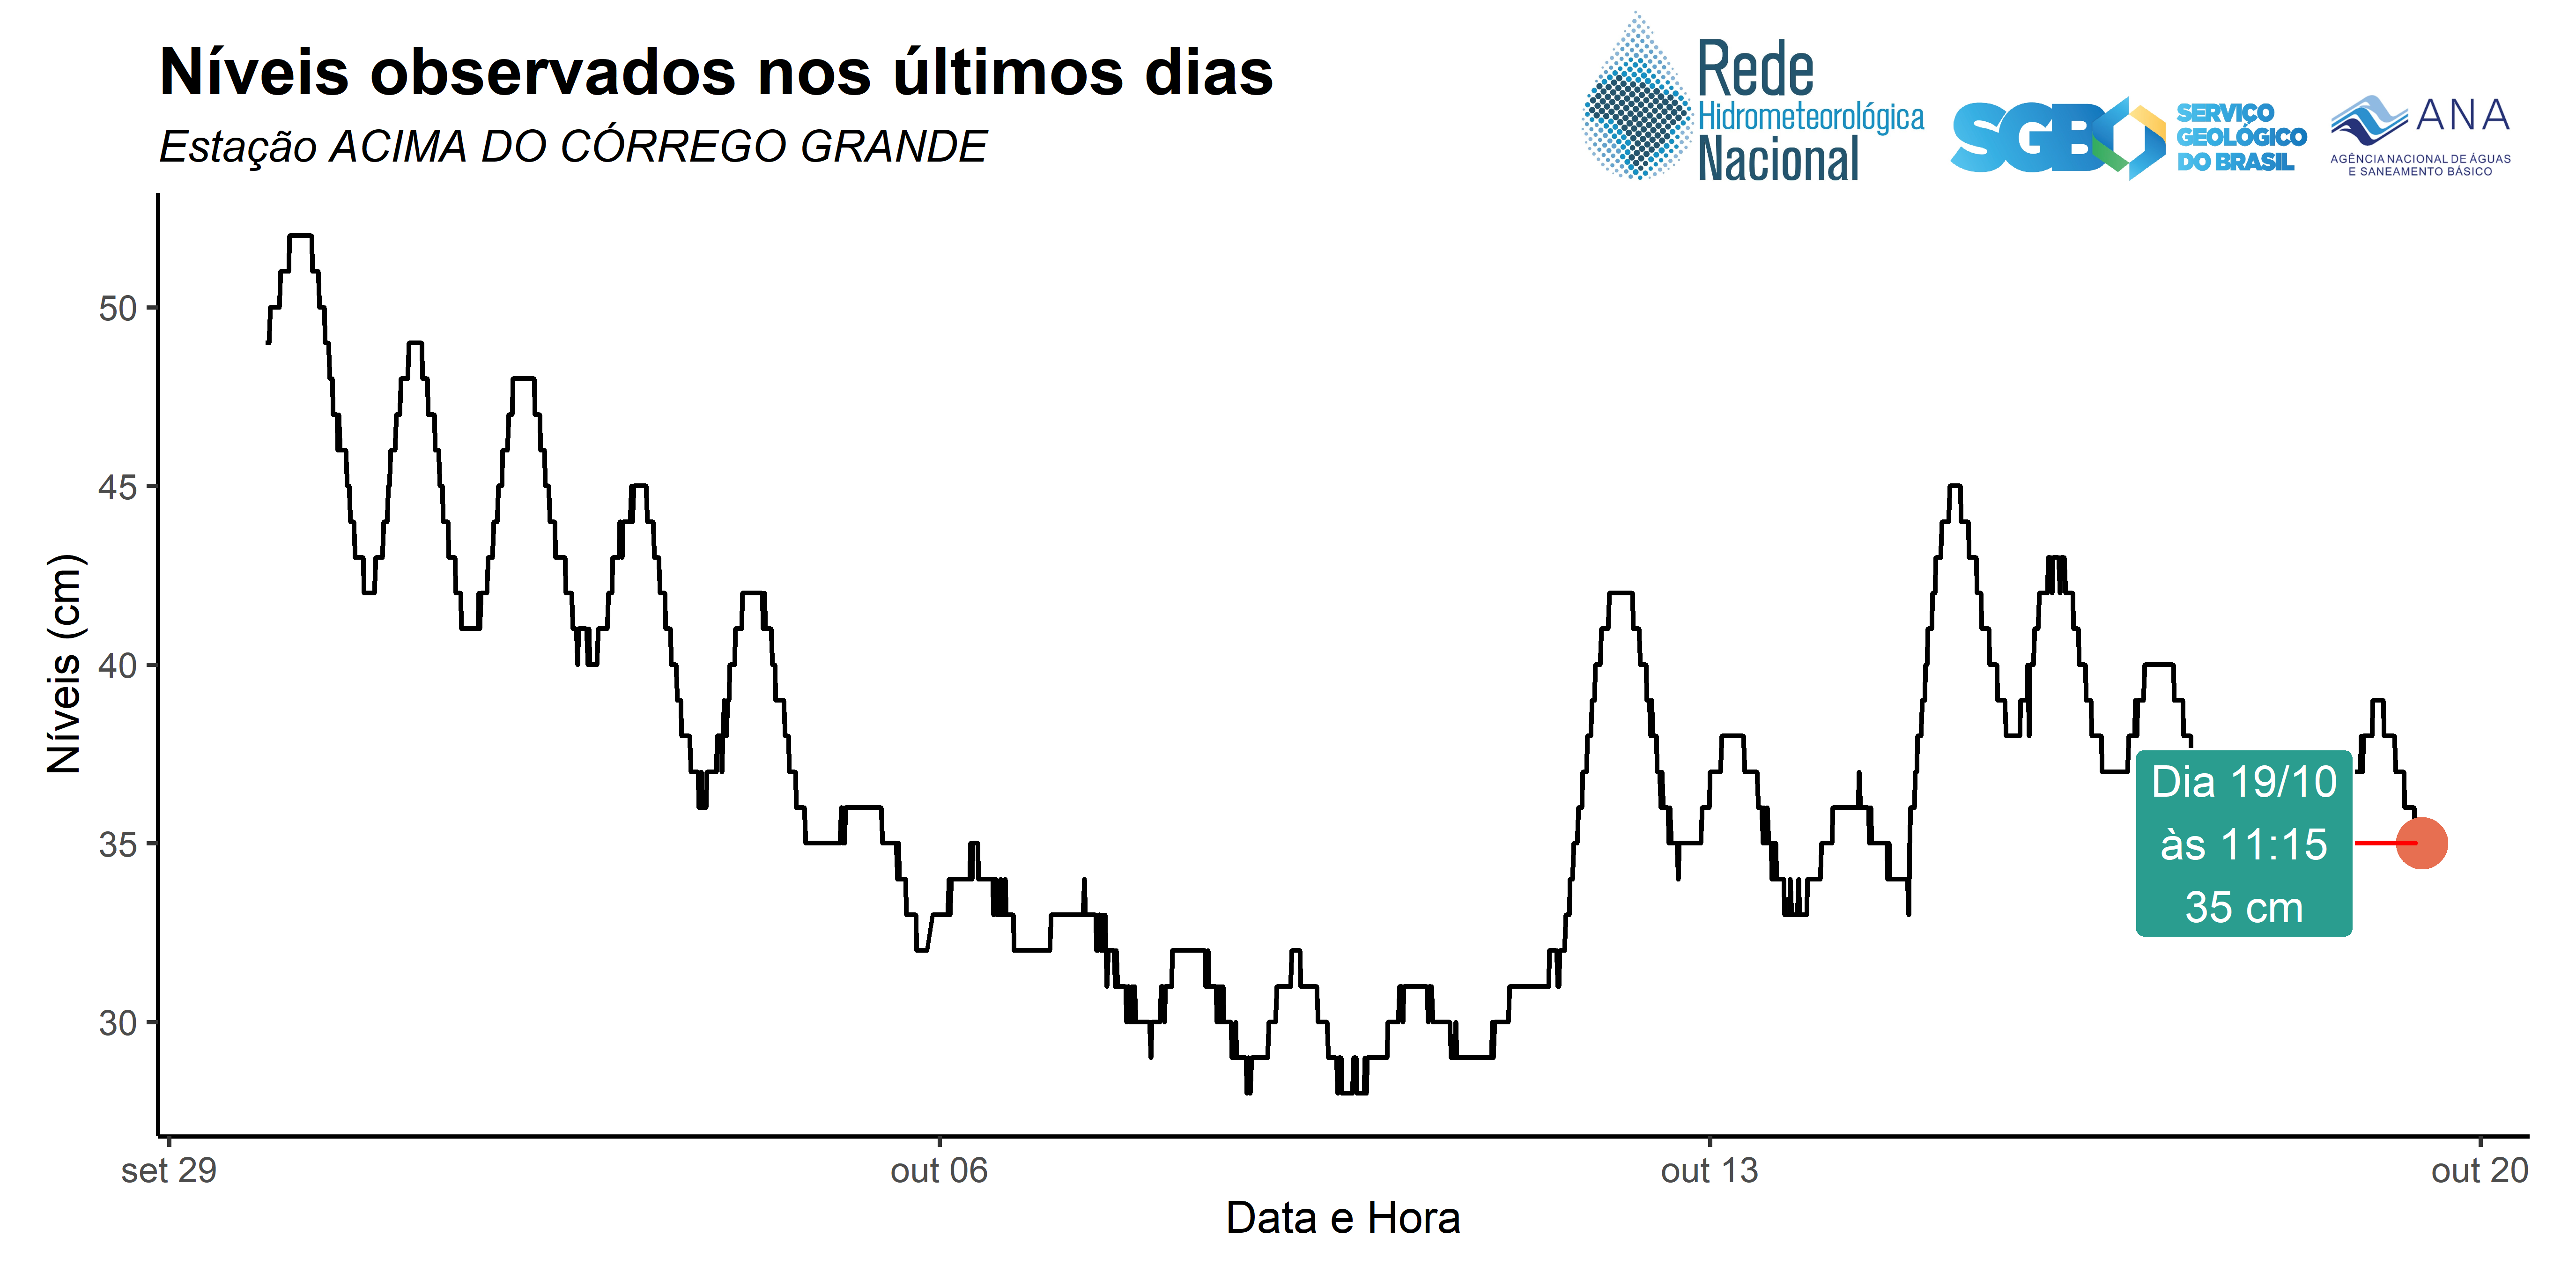 Níveis observados nos últimos dias
Estação ACIMA DO CÓRREGO GRANDE
Rede
Hidrometeorológica
Nacional
SGB
SERVIÇO
GEOLÓGICO
DO BRASIL
ANA
AGÊNCIA NACIONAL DE ÁGUAS
E SANEAMENTO BÁSICO
Níveis (cm)
50
45
40
35
30
Dia 19/10
às 11:15
35 cm
set 29
out 06
out 13
out 20
Data e Hora